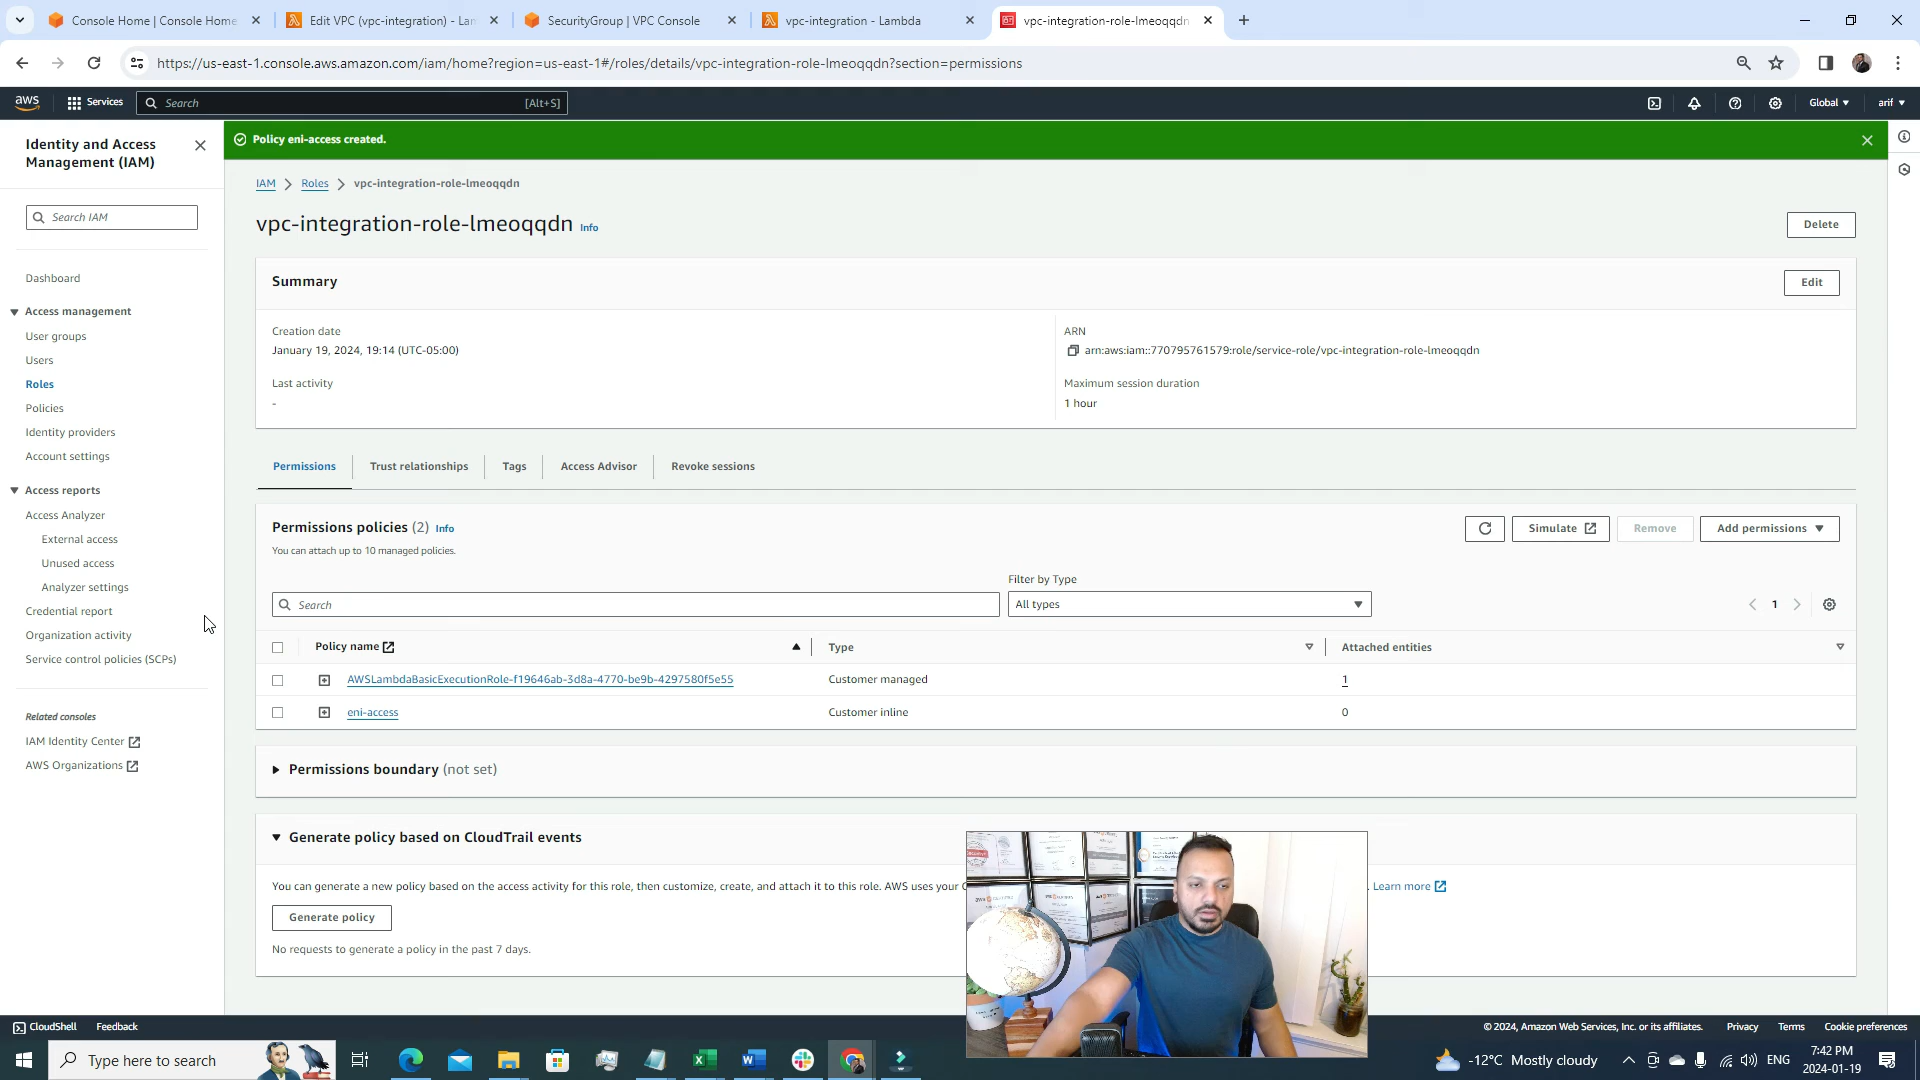 Console Home | Console Home
Edit VPC (vpc-integration) - Lam
SecurityGroup | VPC Console
vpc-integration - Lambda
vpc-integration-role-lmeoqqdn
https://us-east-1.console.aws.amazon.com/iam/home?region=us-east-1#/roles/details/vpc-integration-role-lmeoqqdn?section=permissions
aws
Services
Search
[Alt+S]
Global
arif
Identity and Access
Management (IAM)
Search IAM
Dashboard
Access management
User groups
Users
Roles
Policies
Identity providers
Account settings
Access reports
Access Analyzer
External access
Unused access
Analyzer settings
Credential report
Organization activity
Service control policies (SCPs)
Related consoles
IAM Identity Center
AWS Organizations
Policy eni-access created.
IAM
Roles
vpc-integration-role-lmeoqqdn
vpc-integration-role-lmeoqqdn Info
Delete
Summary
Edit
Creation date
January 19, 2024, 19:14 (UTC-05:00)
ARN
arn:aws:iam::770795761579:role/service-role/vpc-integration-role-lmeoqqdn
Last activity
-
Maximum session duration
1 hour
Permissions
Trust relationships
Tags
Access Advisor
Revoke sessions
Permissions policies (2) Info
You can attach up to 10 managed policies.
Simulate
Remove
Add permissions
Filter by Type
Search
All types
1
Policy name
Type
Attached entities
AWSLambdaBasicExecutionRole-f19646ab-3d8a-4770-be9b-4297580f5e55
Customer managed
1
eni-access
Customer inline
0
Permissions boundary (not set)
Generate policy based on CloudTrail events
You can generate a new policy based on the access activity for this role, then customize, create, and attach it to this role. AWS uses your
Learn more
Generate policy
No requests to generate a policy in the past 7 days.
CloudShell
Feedback
© 2024, Amazon Web Services, Inc. or its affiliates.
Privacy
Terms
Cookie preferences
Type here to search
-12°C Mostly cloudy
ENG
7:42 PM
2024-01-19